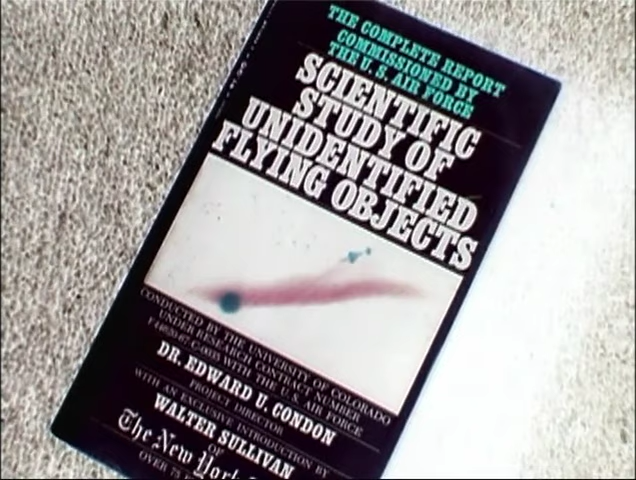 THE COMPLETE REPORT
COMMISSIONED BY
THE U.S. AIR FORCE
SCIENTIFIC
STUDY OF
UNIDENTIFIED
FLYING OBJECTS
CONDUCTED BY THE UNIVERSITY OF COLORADO
UNDER RESEARCH CONTRACT NUMBER
WITH THE U.S. AIR FORCE
DR. EDWARD U. CONDON
PROJECT DIRECTOR
WITH AN EXCLUSIVE INTRODUCTION BY
WALTER SULLIVAN
OF
The New York
OVER